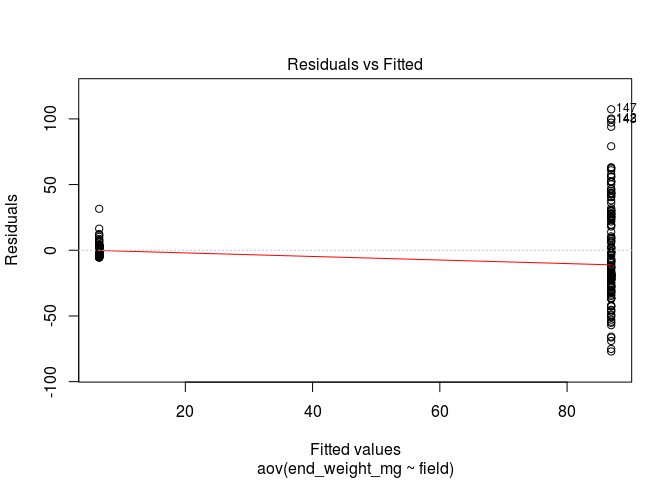 Residuals vs Fitted
147
100
50
0
-50
-100
Residuals
20 40 60 80
Fitted values
aov(end_weight_mg ~ field)